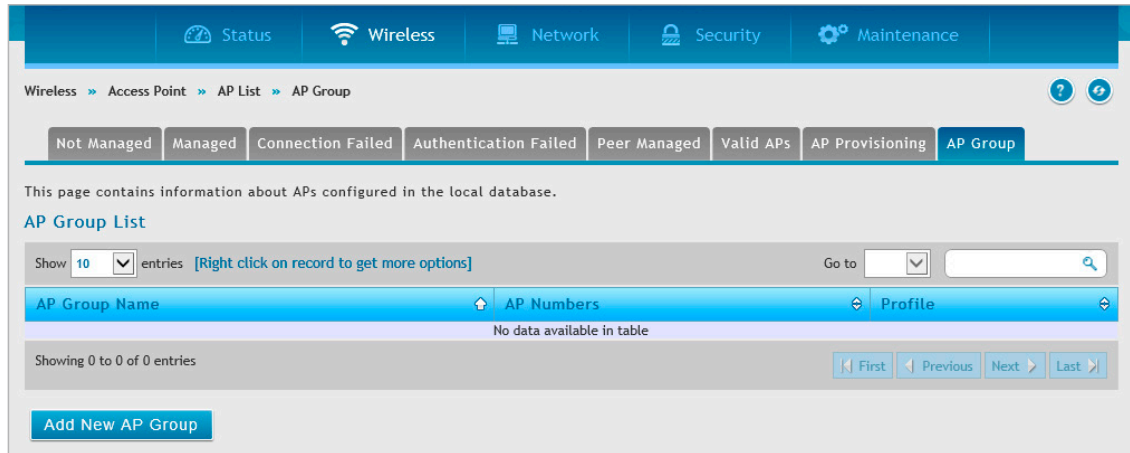 Status Wireless Network Security Maintenance
Wireless » Access Point » AP List » AP Group ?
Not Managed Managed Connection Failed Authentication Failed Peer Managed Valid APs AP Provisioning AP Group
This page contains information about APs configured in the local database.
AP Group List
Show 10 entries [Right click on record to get more options] Go to
AP Group Name AP Numbers Profile
No data available in table
Showing 0 to 0 of 0 entries First Previous Next Last
Add New AP Group